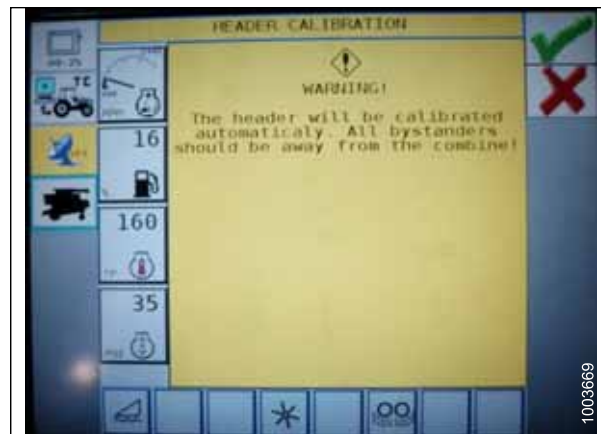 HEADER CALIBRATION
TC
WARNING!
The header will be calibrated
automaticaly. All bystanders
should be away from the combine!
16
160
35
1003669